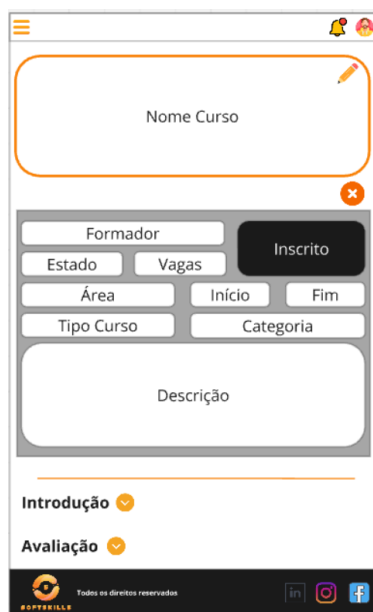 Nome Curso
Formador
Inscrito
Estado
Vagas
Área
Início
Fim
Tipo Curso
Categoria
Descrição
Introdução
Avaliação
SOFTSKILLS
Todos os direitos reservados
in
f